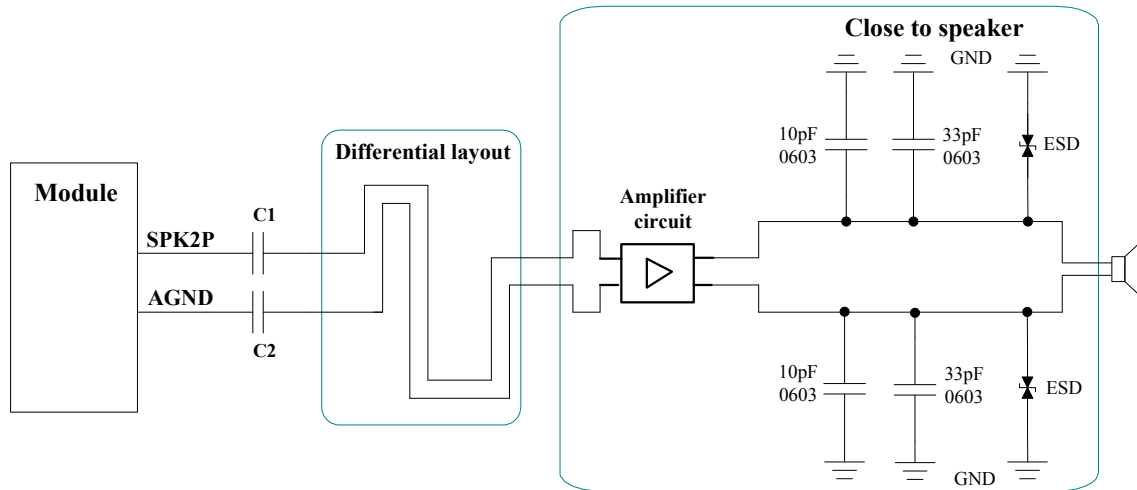 Close to speaker
GND
10pF
0603
33pF
0603
ESD
Differential layout
Module
Amplifier
circuit
C1
SPK2P
AGND
C2
10pF
0603
33pF
0603
ESD
GND